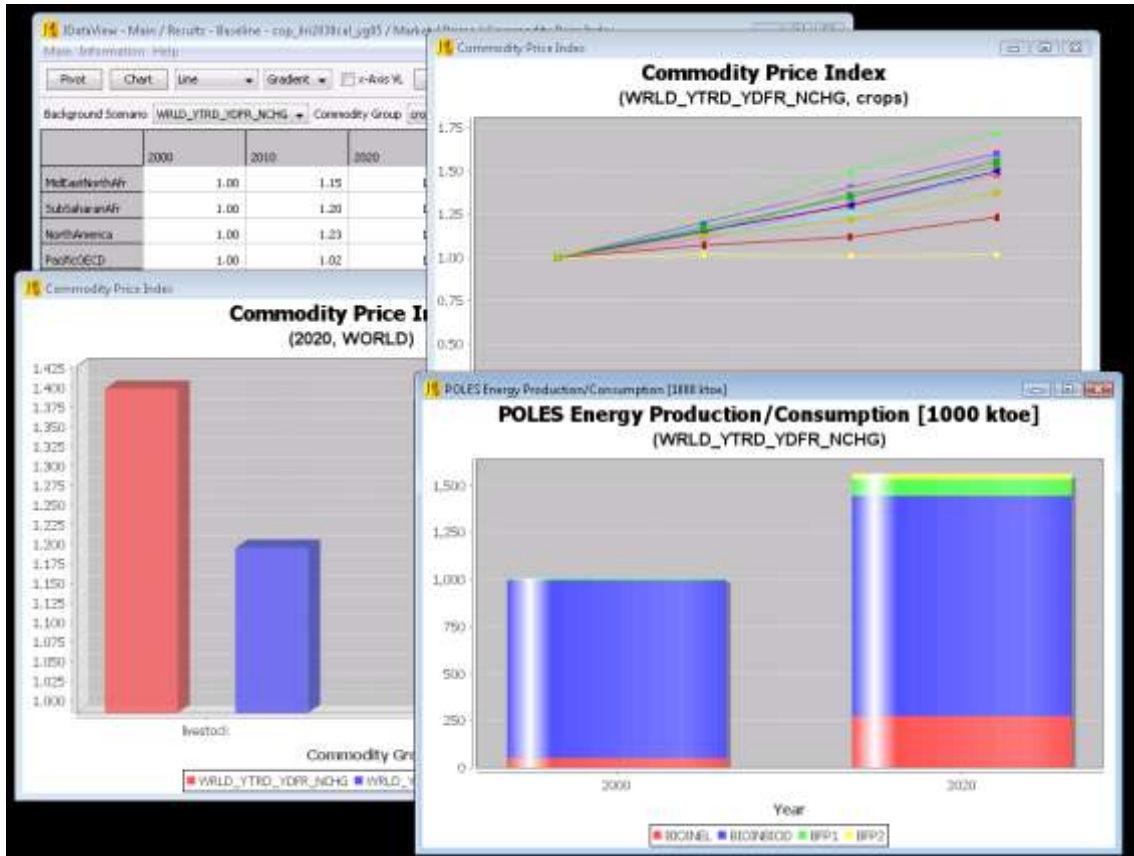 JDataView - Main / Results - Baseline -
Main Information Help
Pivot Chart Line Gradient x-Axis VL
Background Scenario WRLD_YTRD_YDFR_NCHG Commodity Group
2000 2010 2020
MidEastNorthAfr 1.00 1.15
SubSaharanAfr 1.00 1.20
NorthAmerica 1.00 1.23
PacificOECD 1.00 1.02
Commodity Price Index
Commodity Price Index
(WRLD_YTRD_YDFR_NCHG, crops)
1.75
1.50
1.25
1.00
0.75
0.50
Commodity Price Index
Commodity Price
(2020, WORLD)
1.425
1.400
1.375
1.350
1.325
1.300
1.275
1.250
1.225
1.200
1.175
1.150
1.125
1.100
1.075
1.050
1.025
1.000
livestock
Commodity
WRLD_YTRD_YDFR_NCHG
POLES Energy Production/Consumption [1000 ktoe]
POLES Energy Production/Consumption [1000 ktoe]
(WRLD_YTRD_YDFR_NCHG)
1,500
1,250
1,000
750
500
250
0
2000 2020
Year
BIOINEL BIOINBIOD BFP1 BFP2